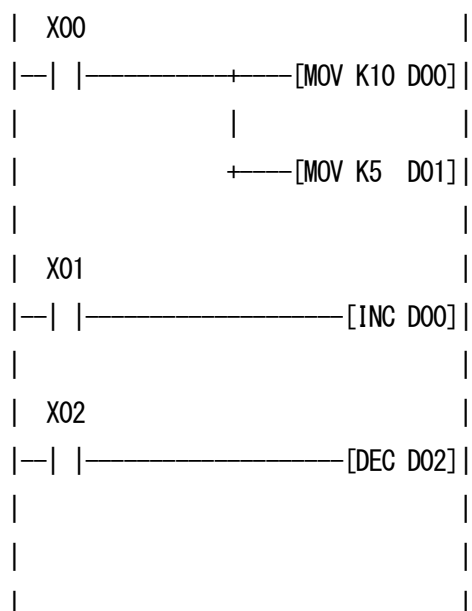 X00
[MOV K10 D00]
[MOV K5 D01]
X01
[INC D00]
X02
[DEC D02]